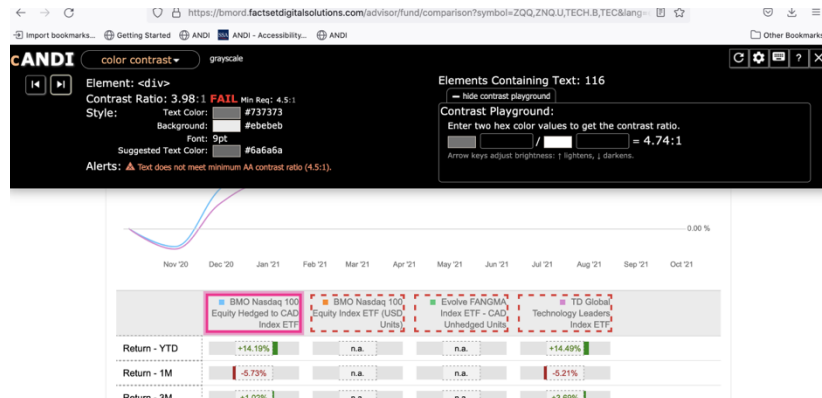 https://bmord.factsetdigitalsolutions.com/advisor/fund/comparison?symbol=ZQQ,ZNQ.U,TECH.B,TEC&lang=
Import bookmarks... Getting Started ANDI ANDI - Accessibility... ANDI Other Bookmarks
cANDI color contrast grayscale ?
Element: <div>
Contrast Ratio: 3.98:1 FAIL Min Req: 4.5:1
Style: Text Color: #737373
Background: #ebebeb
Font: 9pt
Suggested Text Color: #6a6a6a
Alerts: Text does not meet minimum AA contrast ratio (4.5:1).
Elements Containing Text: 116
hide contrast playground
Contrast Playground:
Enter two hex color values to get the contrast ratio.
/ = 4.74:1
Arrow keys adjust brightness: ↑ lightens, ↓ darkens.
0.00 %
Nov '20 Dec '20 Jan '21 Feb '21 Mar '21 Apr '21 May '21 Jun '21 Jul '21 Aug '21 Sep '21 Oct '21
BMO Nasdaq 100 BMO Nasdaq 100 Evolve FANGMA TD Global
Equity Hedged to CAD Equity Index ETF (USD Index ETF - CAD Technology Leaders
Index ETF Units) Unhedged Units Index ETF
Return - YTD +14.19% n.a. n.a. +14.49%
Return - 1M -5.73% n.a. n.a. -5.21%
Return - 3M +1.02% n.a. n.a. +3.69%